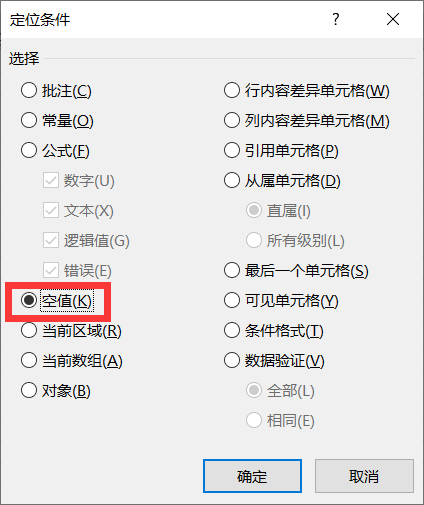 定位条件
选择
批注(C)
常量(O)
公式(F)
数字(U)
文本(X)
逻辑值(G)
错误(E)
空值(K)
当前区域(R)
当前数组(A)
对象(B)
行内容差异单元格(W)
列内容差异单元格(M)
引用单元格(P)
从属单元格(D)
直属(I)
所有级别(L)
最后一个单元格(S)
可见单元格(Y)
条件格式(T)
数据验证(V)
全部(L)
相同(E)
确定
取消